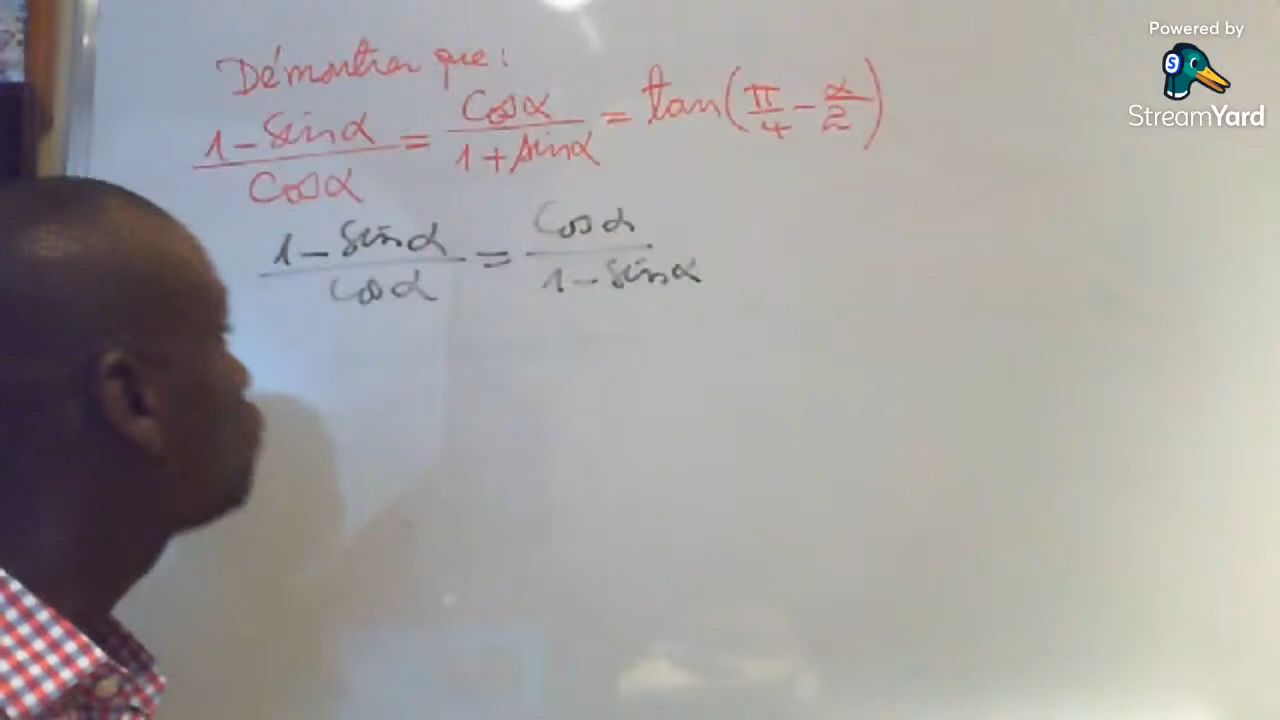 Démontrer que:
1 - Sinα / Cosα = Cosα / 1 + sinα = tan(π/4 - α/2)
1 - Sinα / Cosα = Cosα / 1 - Sinα
Powered by
S
StreamYard